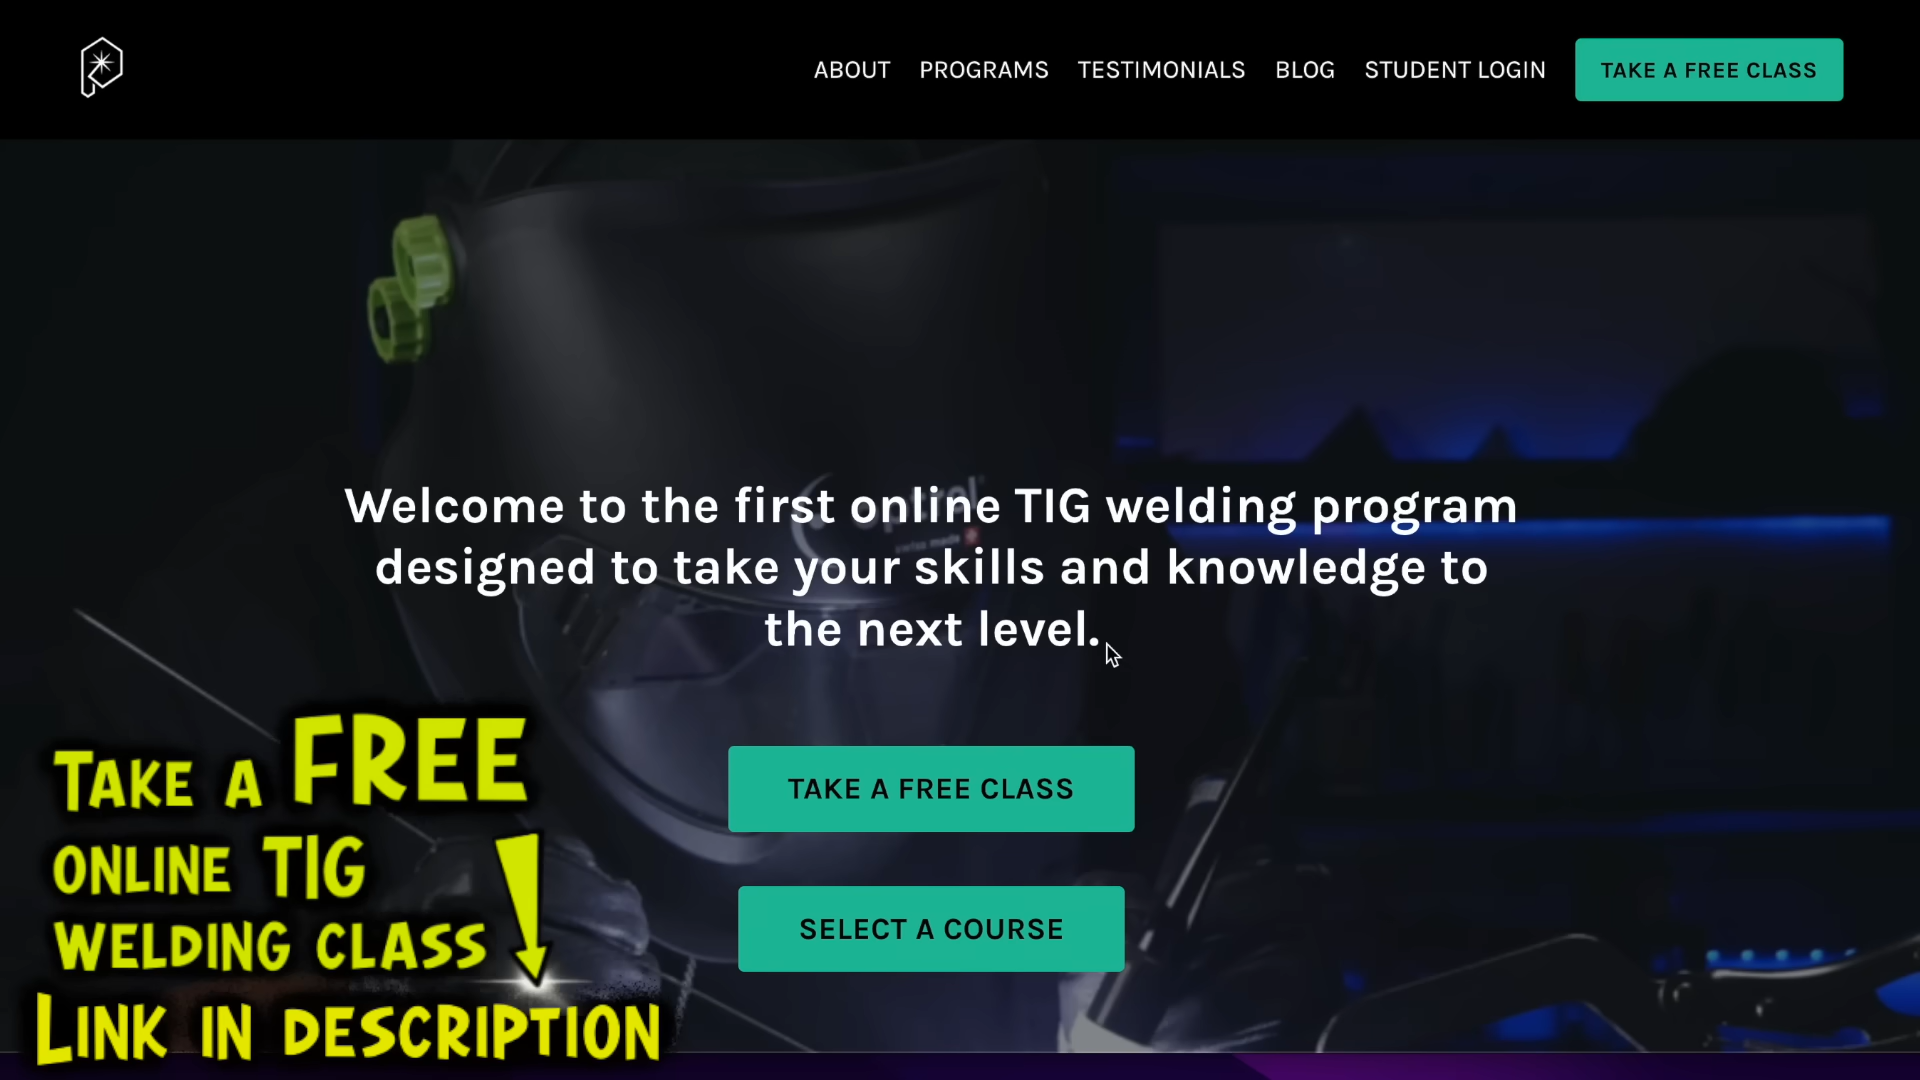 ABOUT PROGRAMS TESTIMONIALS BLOG STUDENT LOGIN TAKE A FREE CLASS
Welcome to the first online TIG welding program
designed to take your skills and knowledge to
the next level.
TAKE A FREE CLASS
SELECT A COURSE
TAKE A FREE
ONLINE TIG
WELDING CLASS
LINK IN DESCRIPTION